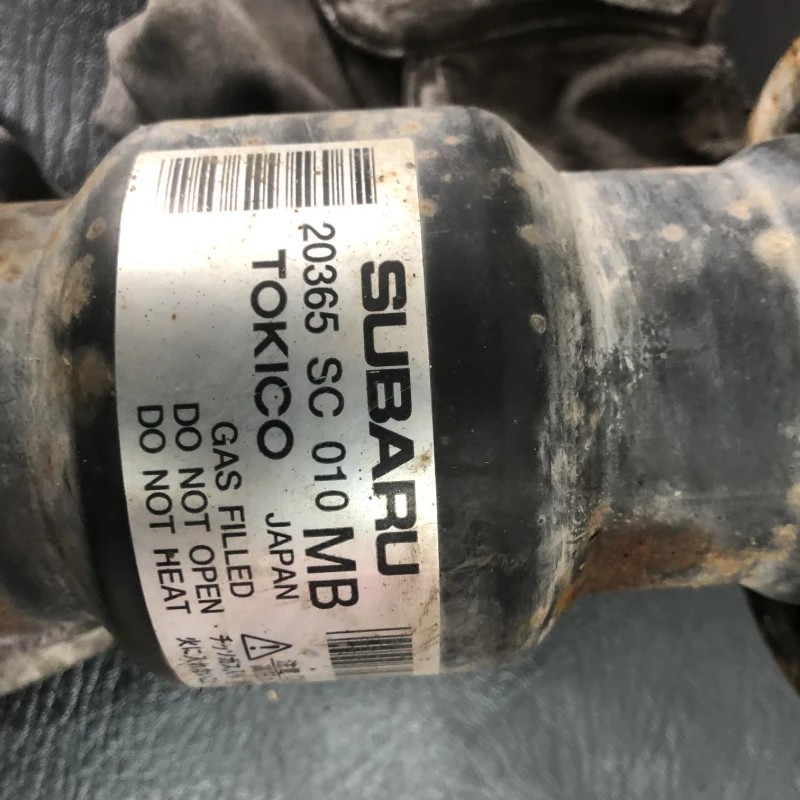 SUBARU
20365 SC 010 MB
TOKICO JAPAN
GAS FILLED
DO NOT OPEN
DO NOT HEAT